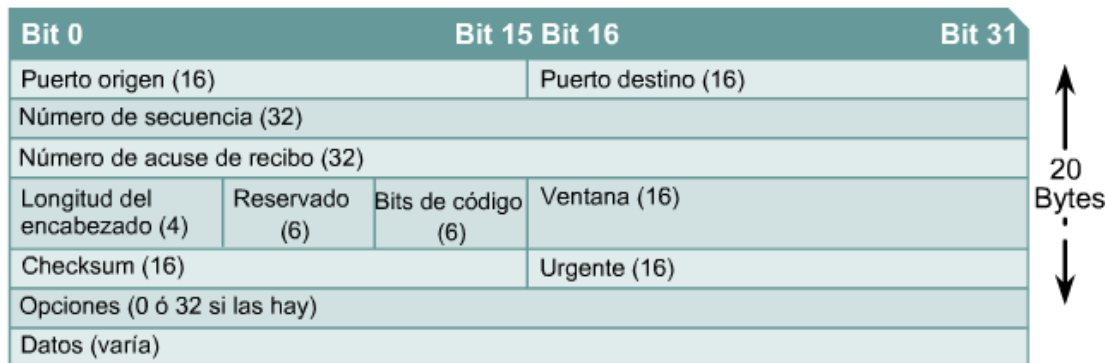 Bit 0 Bit 15 Bit 16 Bit 31
Puerto origen (16) Puerto destino (16)
Número de secuencia (32)
Número de acuse de recibo (32)
Longitud del
encabezado (4)
Reservado
(6)
Bits de código
(6)
Ventana (16)
Checksum (16) Urgente (16)
Opciones (0 ó 32 si las hay)
Datos (varía)
20
Bytes